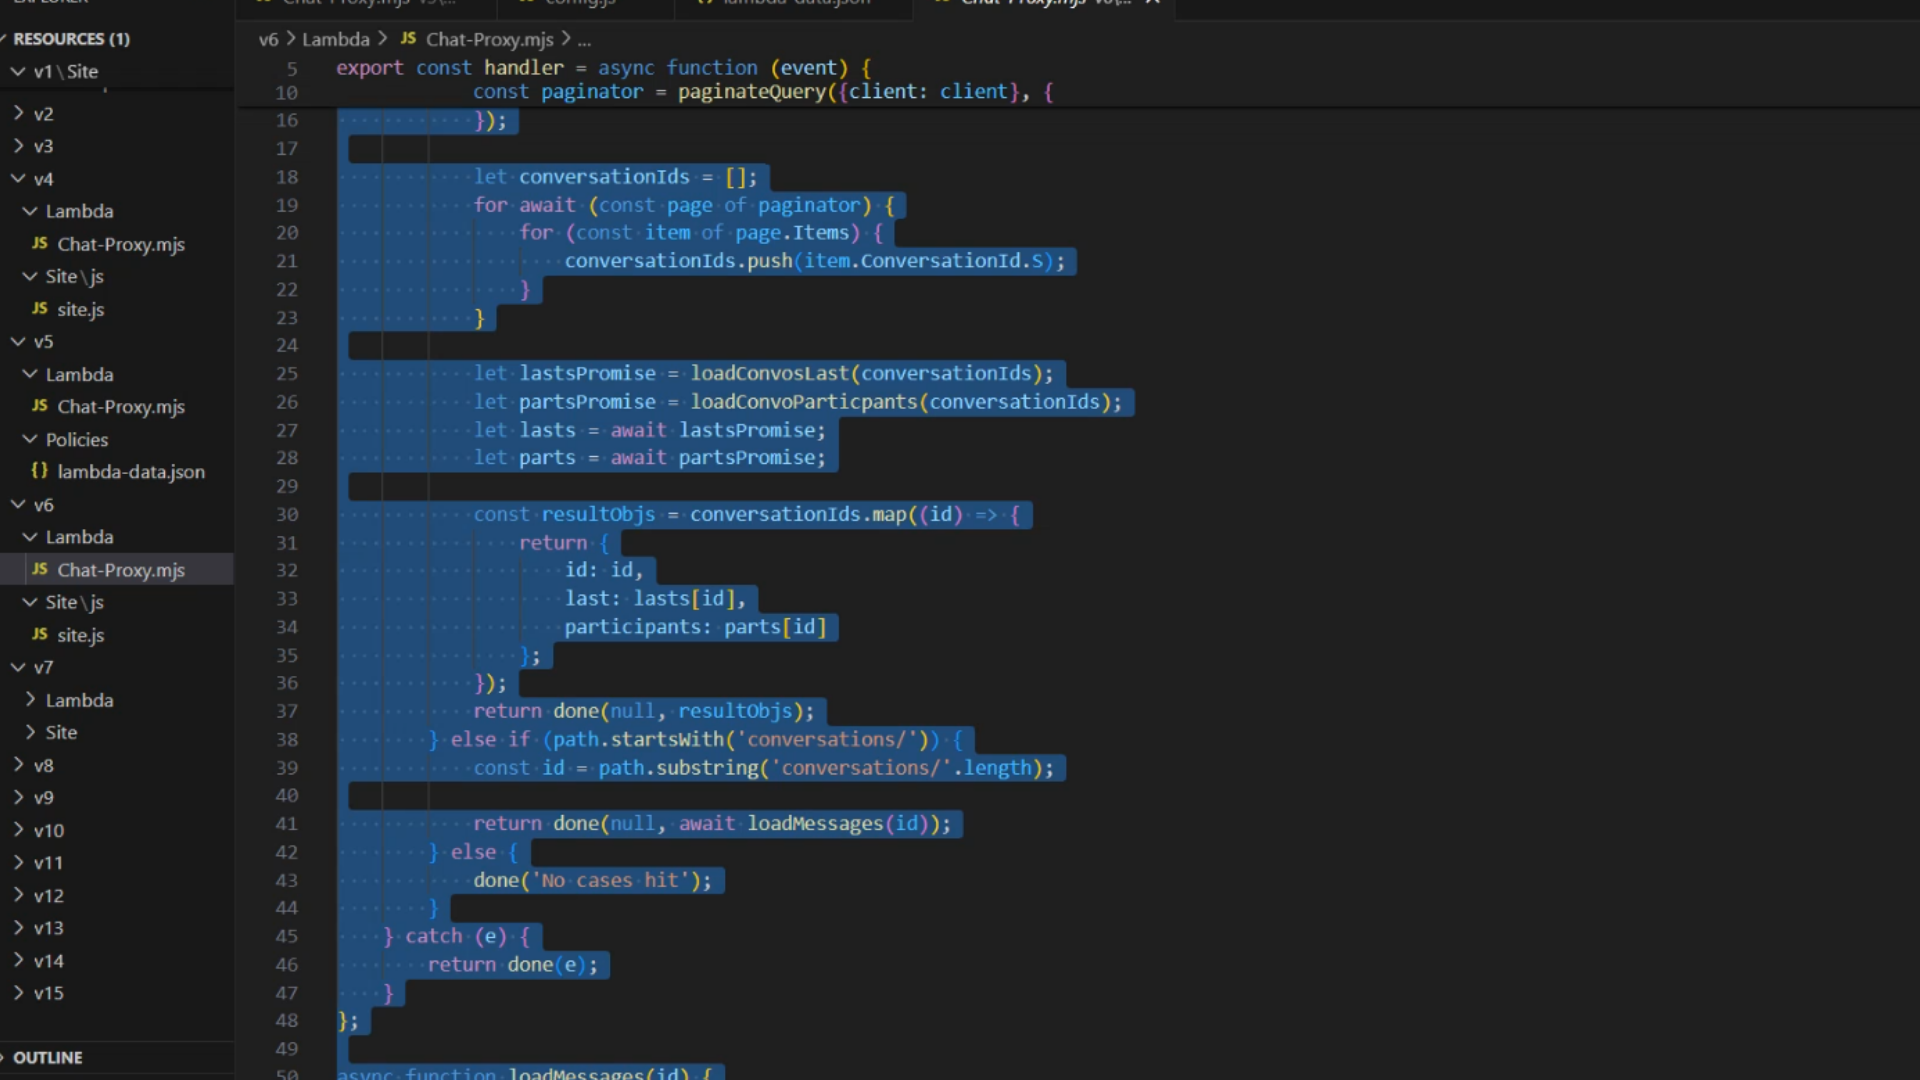 RESOURCES (1)
v1\Site
v2
v3
v4
Lambda
JS Chat-Proxy.mjs
Site\js
JS site.js
v5
Lambda
JS Chat-Proxy.mjs
Policies
{} lambda-data.json
v6
Lambda
JS Chat-Proxy.mjs
Site\js
JS site.js
v7
Lambda
Site
v8
v9
v10
v11
v12
v13
v14
v15
OUTLINE
v6 > Lambda > JS Chat-Proxy.mjs > ...
5 export const handler = async function (event) {
10 const paginator = paginateQuery({client: client}, {
16 });
17
18 let conversationIds = [];
19 for await (const page of paginator) {
20 for (const item of page.Items) {
21 conversationIds.push(item.ConversationId.S);
22 }
23 }
24
25 let lastsPromise = loadConvosLast(conversationIds);
26 let partsPromise = loadConvoParticpants(conversationIds);
27 let lasts = await lastsPromise;
28 let parts = await partsPromise;
29
30 const resultObjs = conversationIds.map((id) => {
31 return {
32 id: id,
33 last: lasts[id],
34 participants: parts[id]
35 };
36 });
37 return done(null, resultObjs);
38 } else if (path.startsWith('conversations/')) {
39 const id = path.substring('conversations/'.length);
40
41 return done(null, await loadMessages(id));
42 } else {
43 done('No cases hit');
44 }
45 } catch (e) {
46 return done(e);
47 }
48 };
49
50 async function loadMessages(id) {